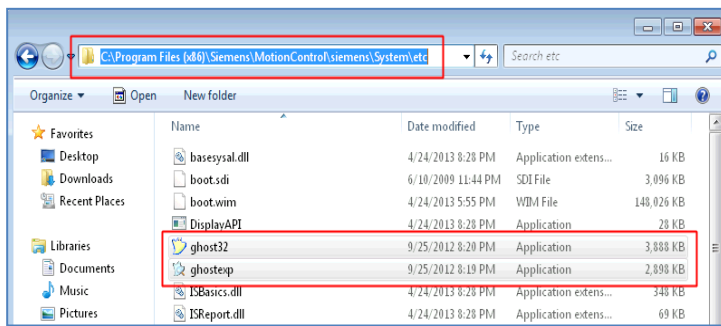 C:\Program Files (x86)\Siemens\MotionControl\siemens\System\etc
Search etc
Organize Open New folder
Favorites
Desktop
Downloads
Recent Places
Libraries
Documents
Music
Pictures
Name Date modified Type Size
basesysal.dll 4/24/2013 8:28 PM Application extens... 16 KB
boot.sdi 6/10/2009 11:44 PM SDI File 3,096 KB
boot.wim 4/24/2013 5:55 PM WIM File 148,026 KB
DisplayAPI 4/24/2013 8:28 PM Application 28 KB
ghost32 9/25/2012 8:20 PM Application 3,888 KB
ghostexp 9/25/2012 8:19 PM Application 2,898 KB
ISBasics.dll 4/24/2013 8:28 PM Application extens... 348 KB
ISReport.dll 4/24/2013 8:28 PM Application extens... 69 KB